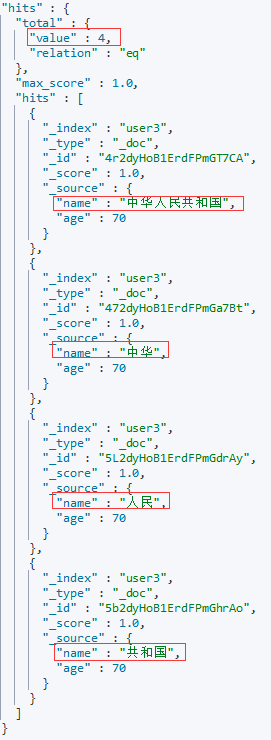 "hits" : {
"total" : {
"value" : 4,
"relation" : "eq"
},
"max_score" : 1.0,
"hits" : [
{
"_index" : "user3",
"_type" : "_doc",
"_id" : "4r2dyHoB1ErdFPmGT7CA",
"_score" : 1.0,
"_source" : {
"name" : "中华人民共和国",
"age" : 70
}
},
{
"_index" : "user3",
"_type" : "_doc",
"_id" : "472dyHoB1ErdFPmGa7Bt",
"_score" : 1.0,
"_source" : {
"name" : "中华",
"age" : 70
}
},
{
"_index" : "user3",
"_type" : "_doc",
"_id" : "5L2dyHoB1ErdFPmGdrAy",
"_score" : 1.0,
"_source" : {
"name" : "人民",
"age" : 70
}
},
{
"_index" : "user3",
"_type" : "_doc",
"_id" : "5b2dyHoB1ErdFPmGhrAo",
"_score" : 1.0,
"_source" : {
"name" : "共和国",
"age" : 70
}
}
]
}